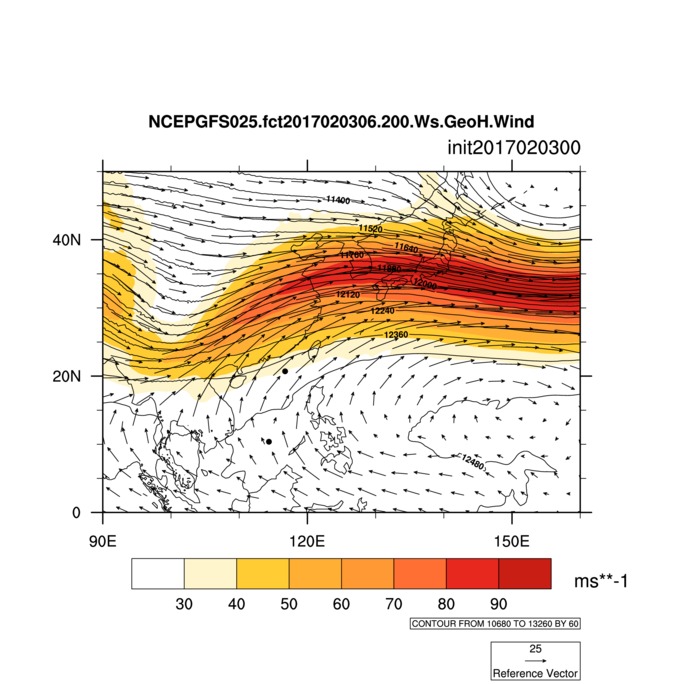 NCEPGFS025.fct2017020306.200.Ws.GeoH.Wind
init2017020300
11400
11520
40N
11640
11760
11880
12000
12120
12240
12360
20N
12480
0
90E 120E 150E
30 40 50 60 70 80 90
ms**-1
CONTOUR FROM 10680 TO 13260 BY 60
25
Reference Vector